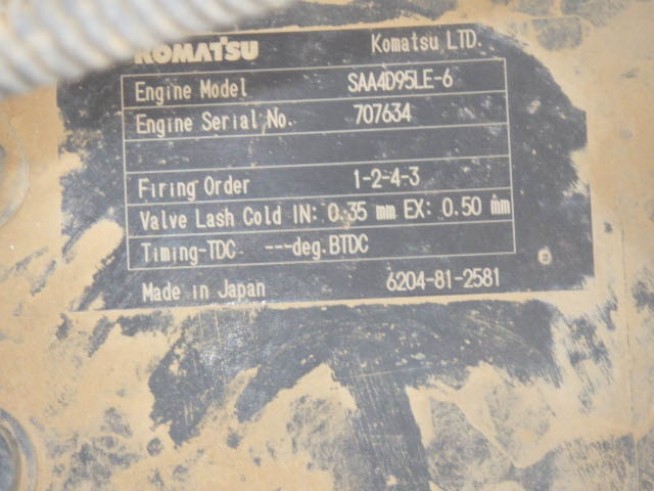 KOMATSU Komatsu LTD.
Engine Model SAA4D95LE-6
Engine Serial No. 707634
Firing Order 1-2-4-3
Valve Lash Cold IN: 0.35 mm EX: 0.50 mm
Timing-TDC ---deg.BTDC
Made in Japan 6204-81-2581